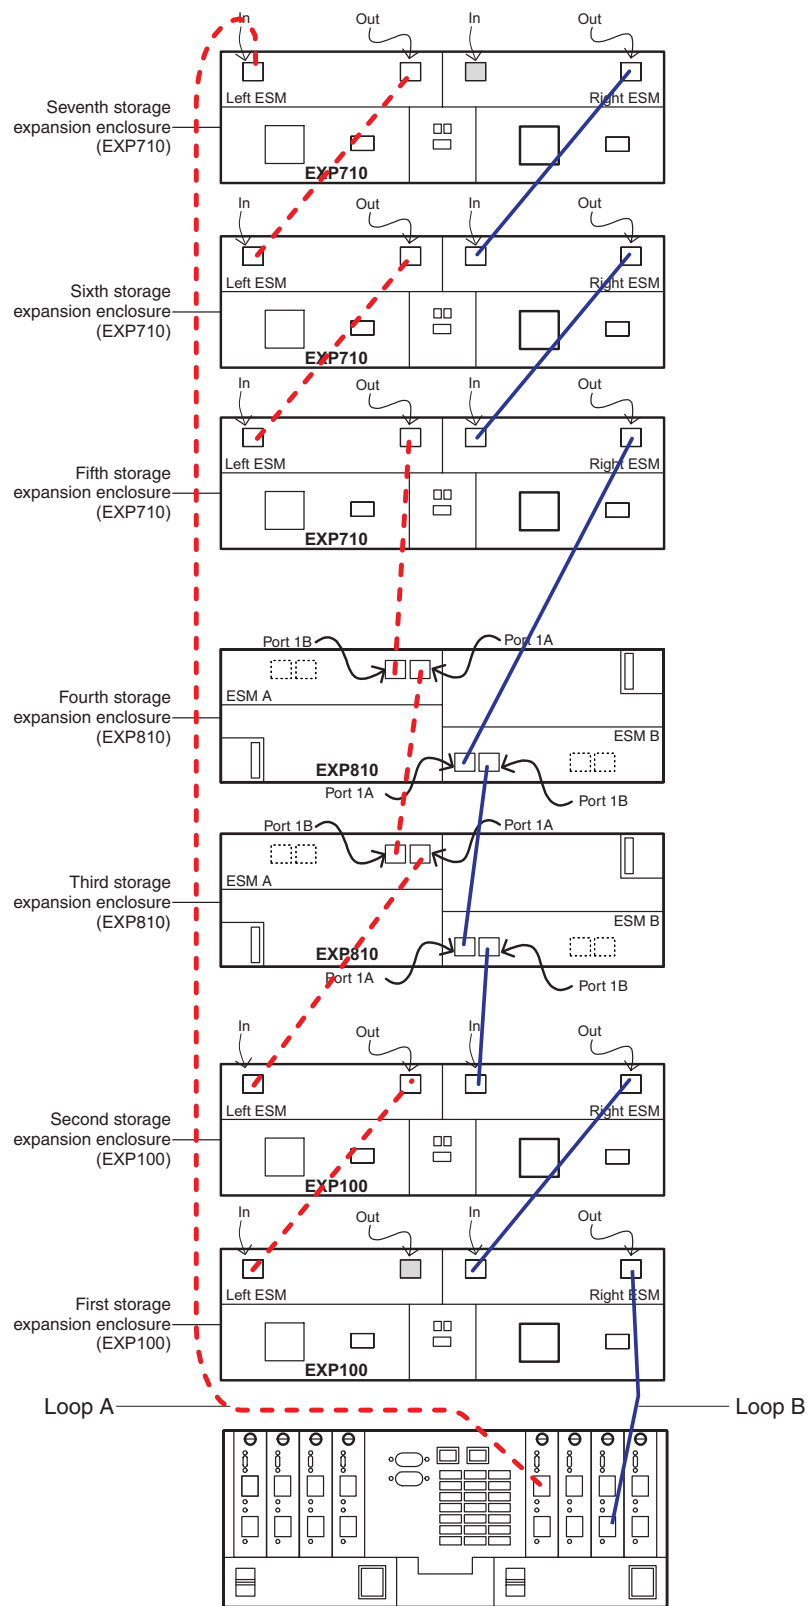 In
Out
In
Out
Left ESM
Right ESM
Seventh storage
expansion enclosure
(EXP710)
EXP710
In
Out
In
Out
Left ESM
Right ESM
Sixth storage
expansion enclosure
(EXP710)
EXP710
In
Out
In
Out
Left ESM
Right ESM
Fifth storage
expansion enclosure
(EXP710)
EXP710
Port 1B
Port 1A
ESM A
Fourth storage
expansion enclosure
(EXP810)
ESM B
EXP810
Port 1A
Port 1B
Port 1B
Port 1A
ESM A
Third storage
expansion enclosure
(EXP810)
ESM B
EXP810
Port 1A
Port 1B
In
Out
In
Out
Left ESM
Right ESM
Second storage
expansion enclosure
(EXP100)
EXP100
In
Out
In
Out
Left ESM
Right ESM
First storage
expansion enclosure
(EXP100)
EXP100
Loop A
Loop B